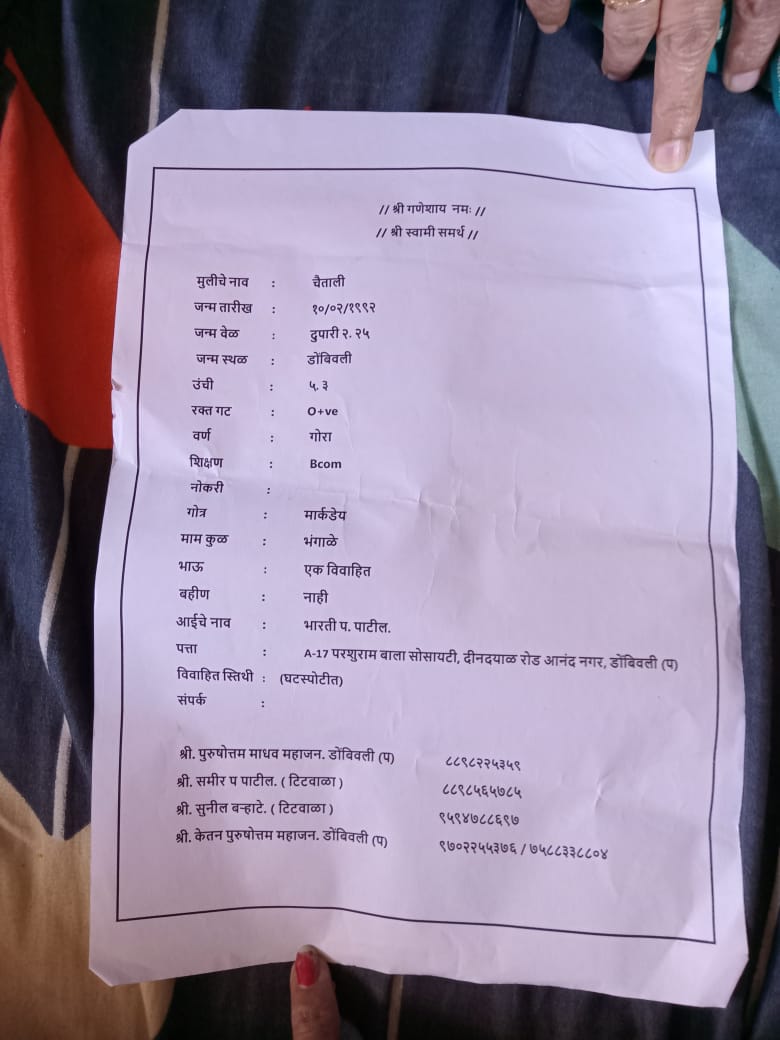 // श्री गणेशाय नमः //
// श्री स्वामी समर्थ //
मुलीचे नाव : चैताली
जन्म तारीख : १०/०२/१९९२
जन्म वेळ : दुपारी २. २५
जन्म स्थळ : डोंबिवली
उंची : ५. ३
रक्त गट : O+ve
वर्ण : गोरा
शिक्षण : Bcom
नोकरी :
गोत्र : मार्कडेय
माम कुळ : भंगाळे
भाऊ : एक विवाहित
बहीण : नाही
आईचे नाव : भारती प. पाटील.
पत्ता : A-17 परशुराम बाला सोसायटी, दीनदयाळ रोड आनंद नगर, डोंबिवली (प)
विवाहित स्तिथी : (घटस्पोटीत)
संपर्क :
श्री. पुरुषोत्तम माधव महाजन. डोंबिवली (प) ८८९८२२५३५९
श्री. समीर प पाटील. ( टिटवाळा ) ८८९८५६५७८५
श्री. सुनील बऱ्हाटे. ( टिटवाळा ) ९५९४७८८६९७
श्री. केतन पुरुषोत्तम महाजन. डोंबिवली (प) ९७०२२५५३७६ / ७५८८३३८८०४